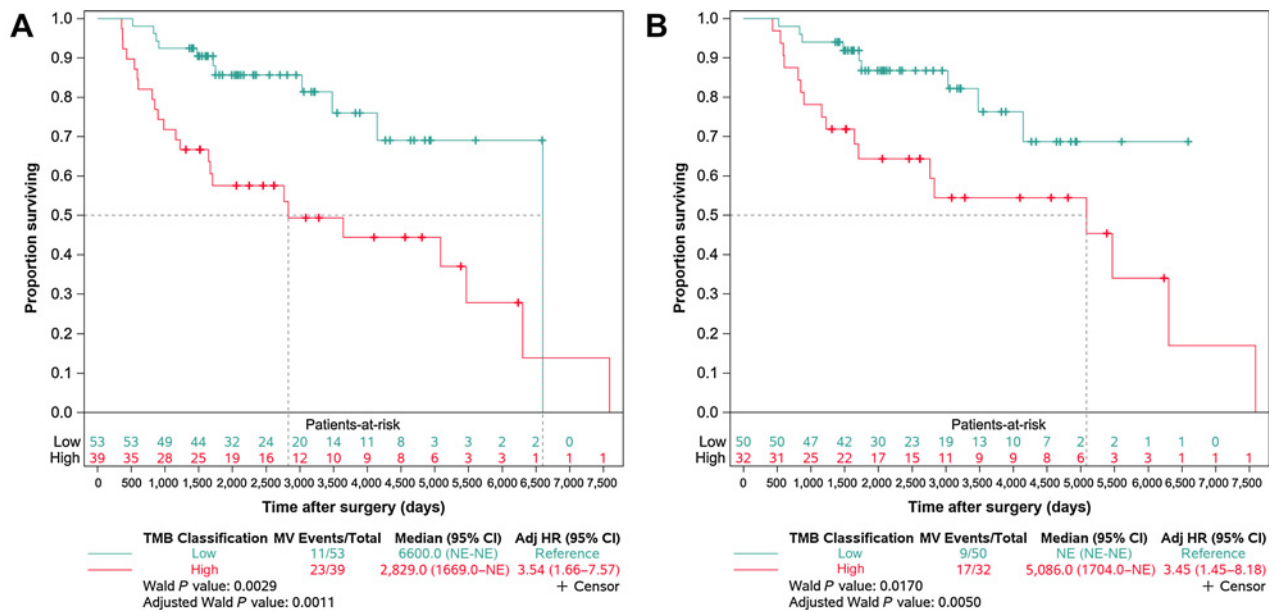 A
Proportion surviving
1.0
0.9
0.8
0.7
0.6
0.5
0.4
0.3
0.2
0.1
0.0
Patients-at-risk
Low 53 53 49 44 32 24 20 14 11 8 3 3 2 2 0
High 39 35 28 25 19 16 12 10 9 8 6 3 3 1 1 1
0 500 1,000 1,500 2,000 2,500 3,000 3,500 4,000 4,500 5,000 5,500 6,000 6,500 7,000 7,500
Time after surgery (days)
TMB Classification MV Events/Total Median (95% CI) Adj HR (95% CI)
Low 11/53 6600.0 (NE–NE) Reference
High 23/39 2,829.0 (1669.0–NE) 3.54 (1.66–7.57)
Wald P value: 0.0029 + Censor
Adjusted Wald P value: 0.0011
B
Proportion surviving
1.0
0.9
0.8
0.7
0.6
0.5
0.4
0.3
0.2
0.1
0.0
Patients-at-risk
Low 50 50 47 42 30 23 19 13 10 7 2 2 1 1 0
High 32 31 25 22 17 15 11 9 9 8 6 3 3 1 1 1
0 500 1,000 1,500 2,000 2,500 3,000 3,500 4,000 4,500 5,000 5,500 6,000 6,500 7,000 7,500
Time after surgery (days)
TMB Classification MV Events/Total Median (95% CI) Adj HR (95% CI)
Low 9/50 NE (NE–NE) Reference
High 17/32 5,086.0 (1704.0–NE) 3.45 (1.45–8.18)
Wald P value: 0.0170 + Censor
Adjusted Wald P value: 0.0050